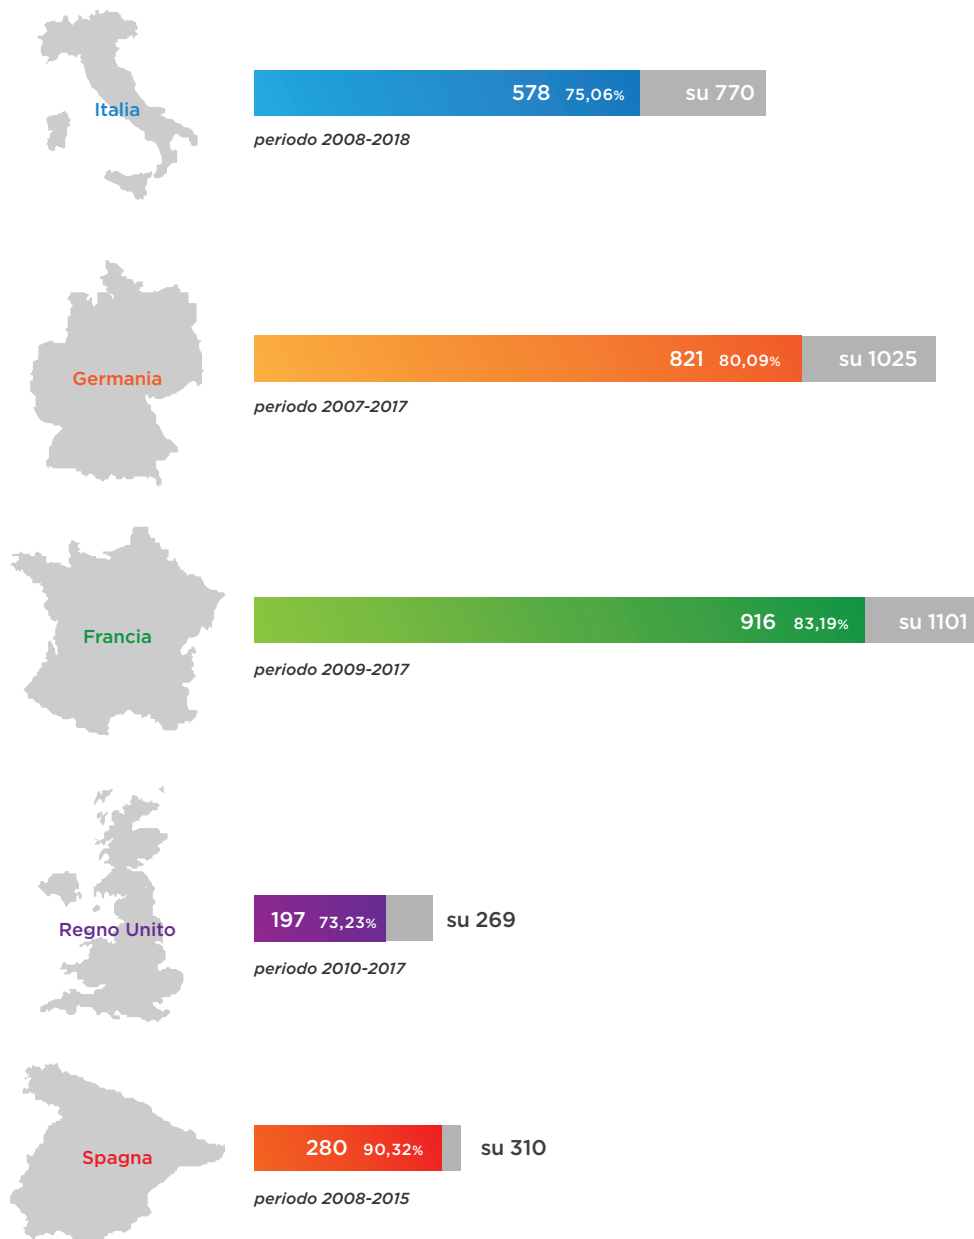 Italia
578 75,06% su 770
periodo 2008-2018
Germania
821 80,09% su 1025
periodo 2007-2017
Francia
916 83,19% su 1101
periodo 2009-2017
Regno Unito
197 73,23% su 269
periodo 2010-2017
Spagna
280 90,32% su 310
periodo 2008-2015